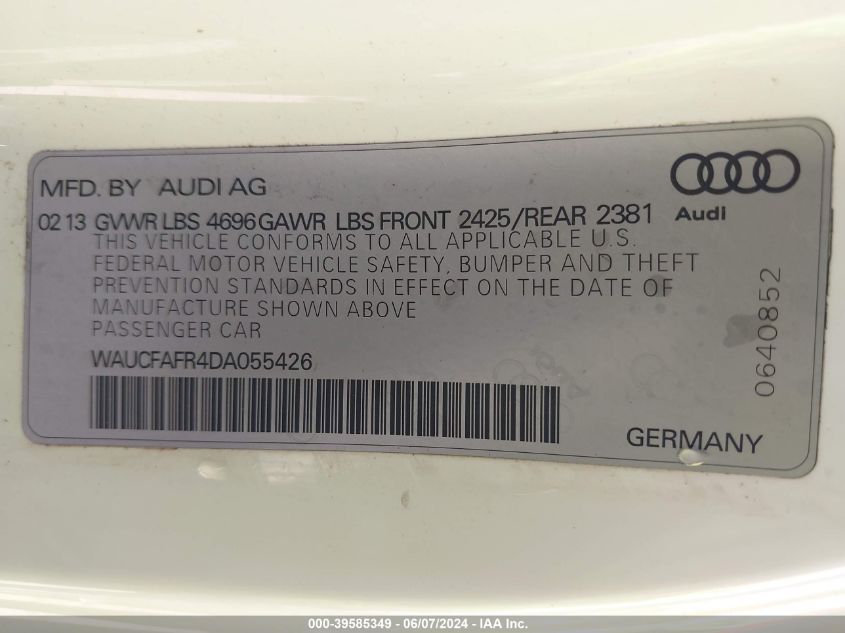 MFD. BY AUDI AG
Audi
02 13 GVWR LBS 4696 GAWR LBS FRONT 2425/REAR 2381
THIS VEHICLE CONFORMS TO ALL APPLICABLE U.S.
FEDERAL MOTOR VEHICLE SAFETY, BUMPER AND THEFT
PREVENTION STANDARDS IN EFFECT ON THE DATE OF
MANUFACTURE SHOWN ABOVE
PASSENGER CAR
WAUCFAFR4DA055426
0640852
GERMANY
000-39585349 - 06/07/2024 - IAA Inc.